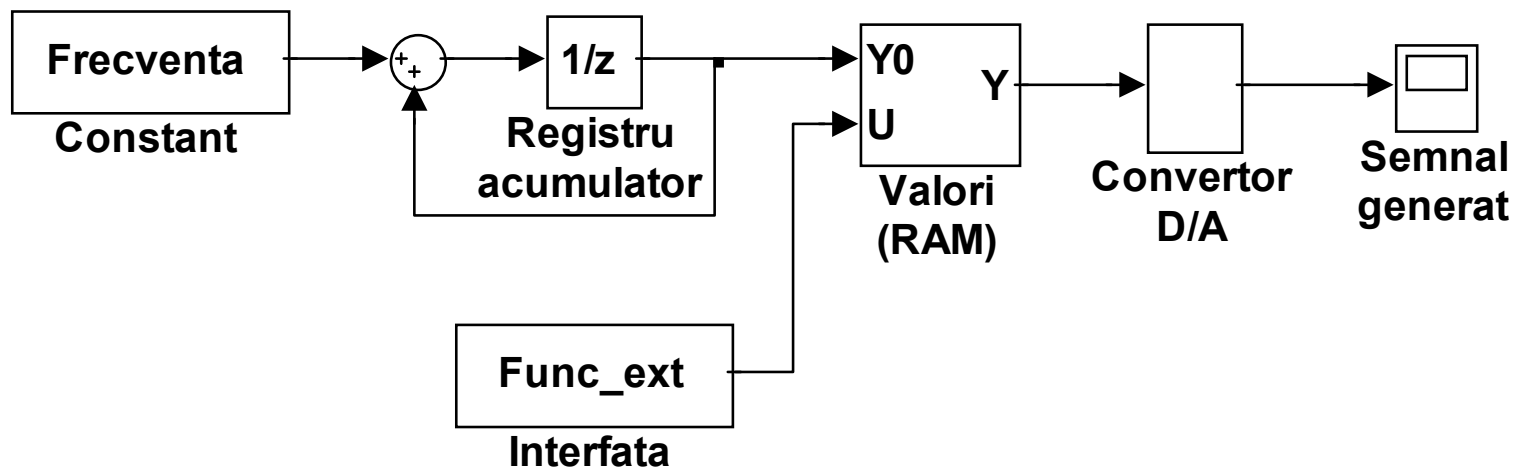 Frecventa
Constant
+
+
1/z
Registru
acumulator
Y0
U
Y
Valori
(RAM)
Convertor
D/A
Semnal
generat
Func_ext
Interfata